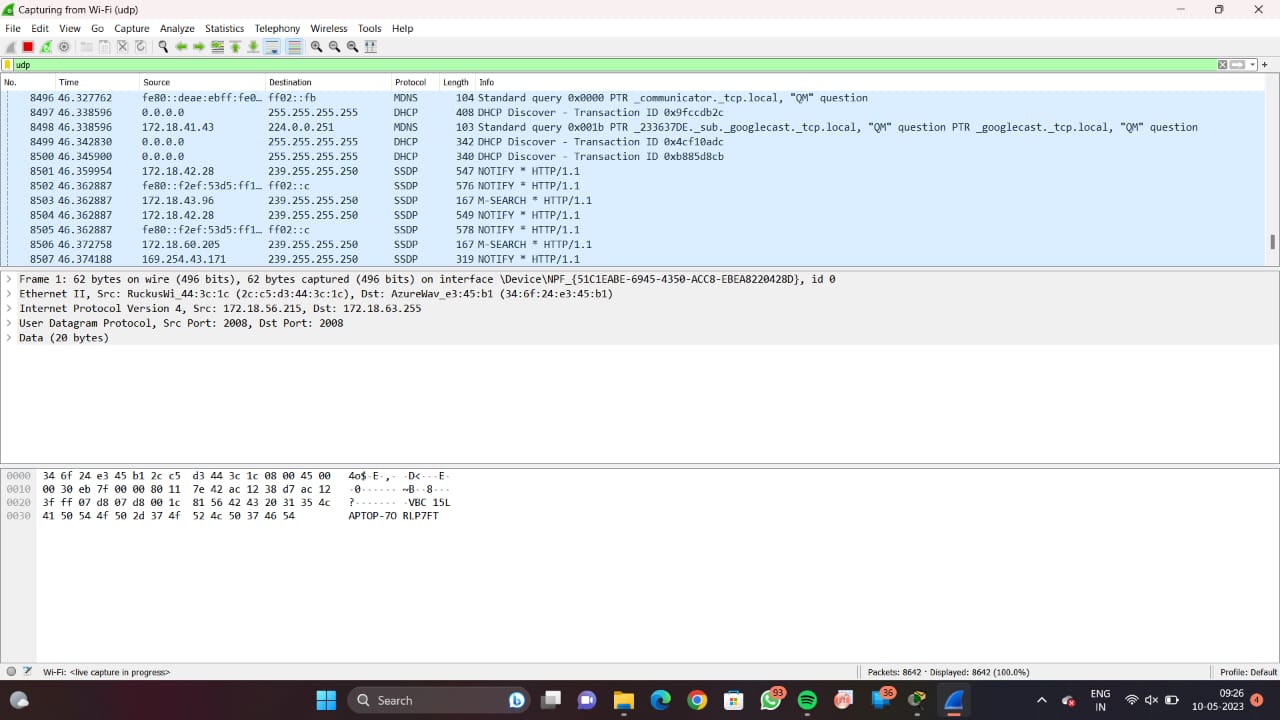 Capturing from Wi-Fi (udp)
File Edit View Go Capture Analyze Statistics Telephony Wireless Tools Help
udp
No. Time Source Destination Protocol Length Info
8496 46.327762 fe80::deae:ebff:fe0… ff02::fb MDNS 104 Standard query 0x0000 PTR _communicator._tcp.local, "QM" question
8497 46.338596 0.0.0.0 255.255.255.255 DHCP 408 DHCP Discover - Transaction ID 0x9fccdb2c
8498 46.338596 172.18.41.43 224.0.0.251 MDNS 103 Standard query 0x001b PTR _233637DE._sub._googlecast._tcp.local, "QM" question PTR _googlecast._tcp.local, "QM" question
8499 46.342830 0.0.0.0 255.255.255.255 DHCP 342 DHCP Discover - Transaction ID 0x4cf10adc
8500 46.345900 0.0.0.0 255.255.255.255 DHCP 340 DHCP Discover - Transaction ID 0xb885d8cb
8501 46.359954 172.18.42.28 239.255.255.250 SSDP 547 NOTIFY * HTTP/1.1
8502 46.362887 fe80::f2ef:53d5:ff1… ff02::c SSDP 576 NOTIFY * HTTP/1.1
8503 46.362887 172.18.43.96 239.255.255.250 SSDP 167 M-SEARCH * HTTP/1.1
8504 46.362887 172.18.42.28 239.255.255.250 SSDP 549 NOTIFY * HTTP/1.1
8505 46.362887 fe80::f2ef:53d5:ff1… ff02::c SSDP 578 NOTIFY * HTTP/1.1
8506 46.372758 172.18.60.205 239.255.255.250 SSDP 167 M-SEARCH * HTTP/1.1
8507 46.374188 169.254.43.171 239.255.255.250 SSDP 319 NOTIFY * HTTP/1.1
Frame 1: 62 bytes on wire (496 bits), 62 bytes captured (496 bits) on interface \Device\NPF_{51C1EABE-6945-4350-ACC8-EBEA8220428D}, id 0
Ethernet II, Src: RuckusWi_44:3c:1c (2c:c5:d3:44:3c:1c), Dst: AzureWav_e3:45:b1 (34:6f:24:e3:45:b1)
Internet Protocol Version 4, Src: 172.18.56.215, Dst: 172.18.63.255
User Datagram Protocol, Src Port: 2008, Dst Port: 2008
Data (20 bytes)
0000 34 6f 24 e3 45 b1 2c c5 d3 44 3c 1c 08 00 45 00 4o$·E·,· ·D<···E·
0010 00 30 eb 7f 00 00 80 11 7e 42 ac 12 38 d7 ac 12 ·0······ ~B··8···
0020 3f ff 07 d8 07 d8 00 1c 81 56 42 43 20 31 35 4c ?······· ·VBC 15L
0030 41 50 54 4f 50 2d 37 4f 52 4c 50 37 46 54 APTOP-7O RLP7FT
Wi-Fi: <live capture in progress> Packets: 8642 · Displayed: 8642 (100.0%) Profile: Default
Search 93 36 ENG IN 09:26 10-05-2023 4